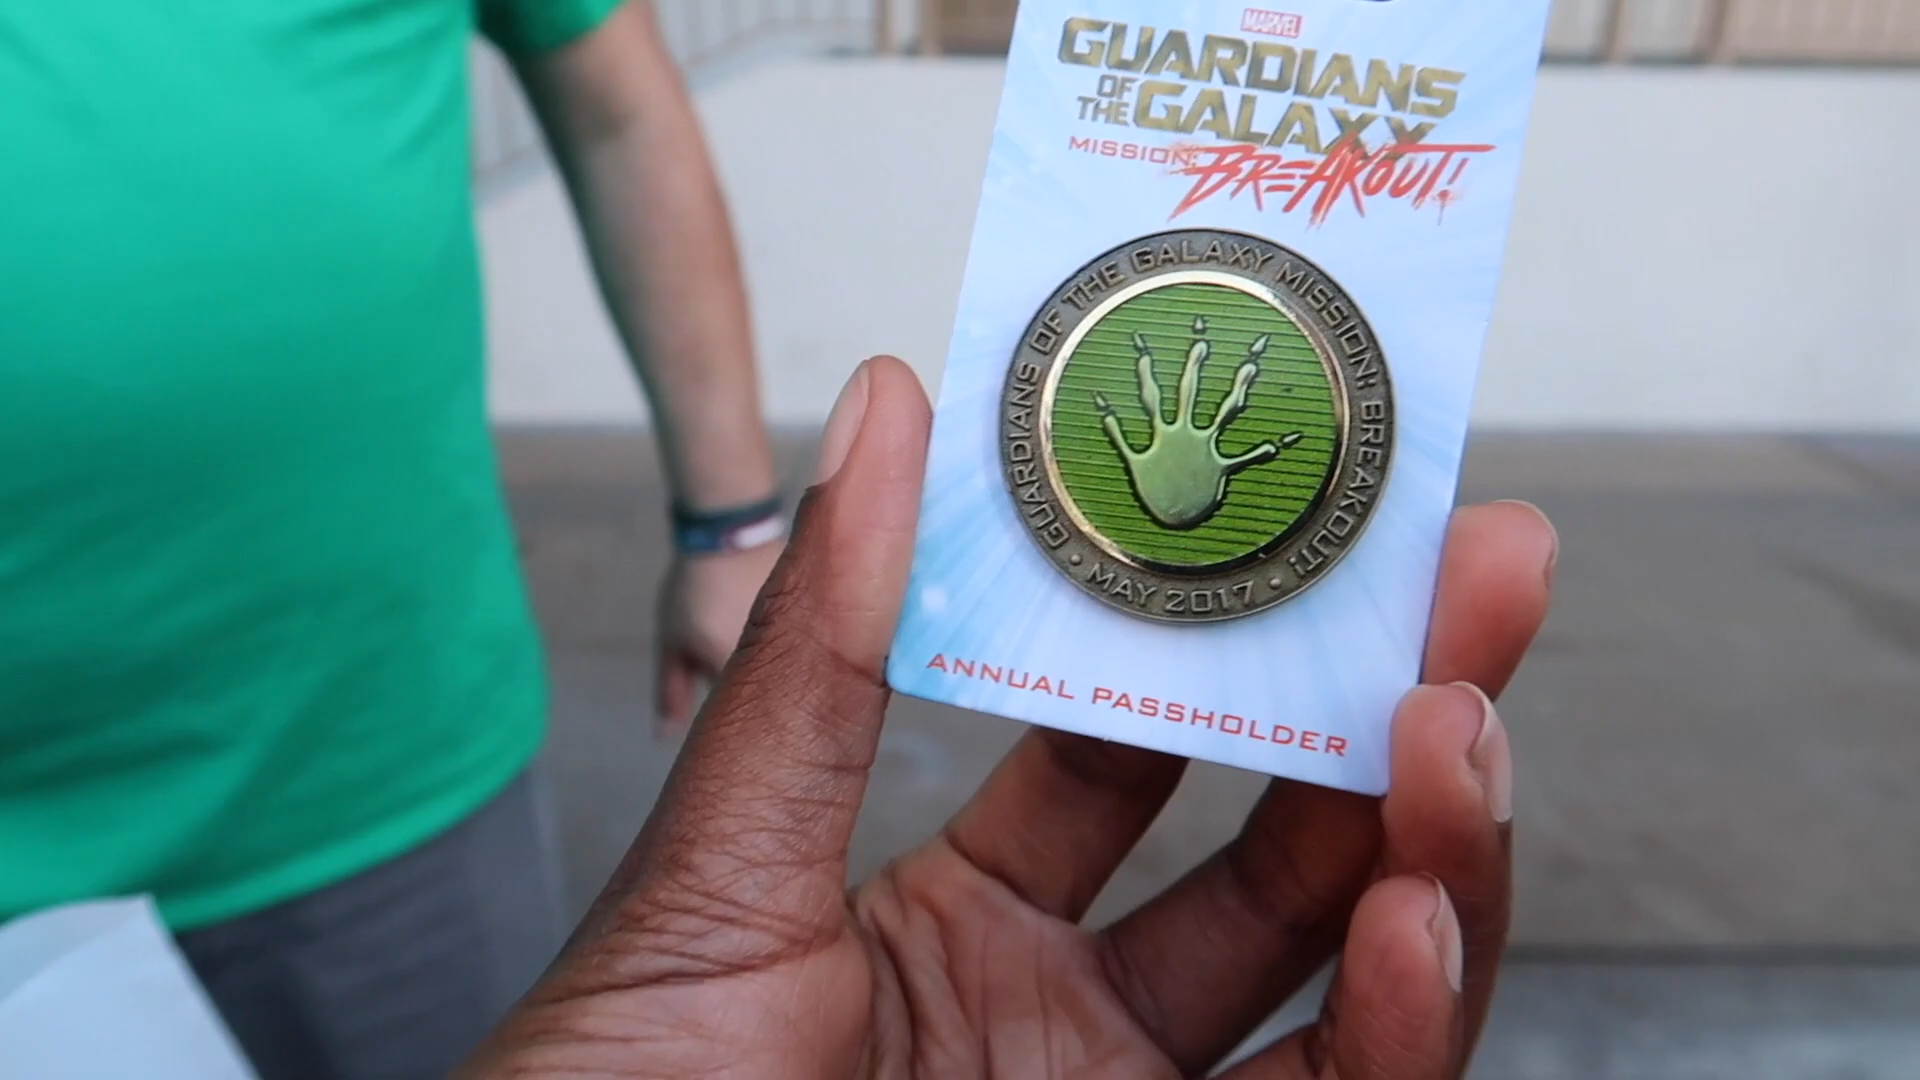 MARVEL
GUARDIANS
OF
THE GALAXY
MISSION: BREAKOUT!
GUARDIANS OF THE GALAXY MISSION: BREAKOUT!
• MAY 2017 •
ANNUAL PASSHOLDER